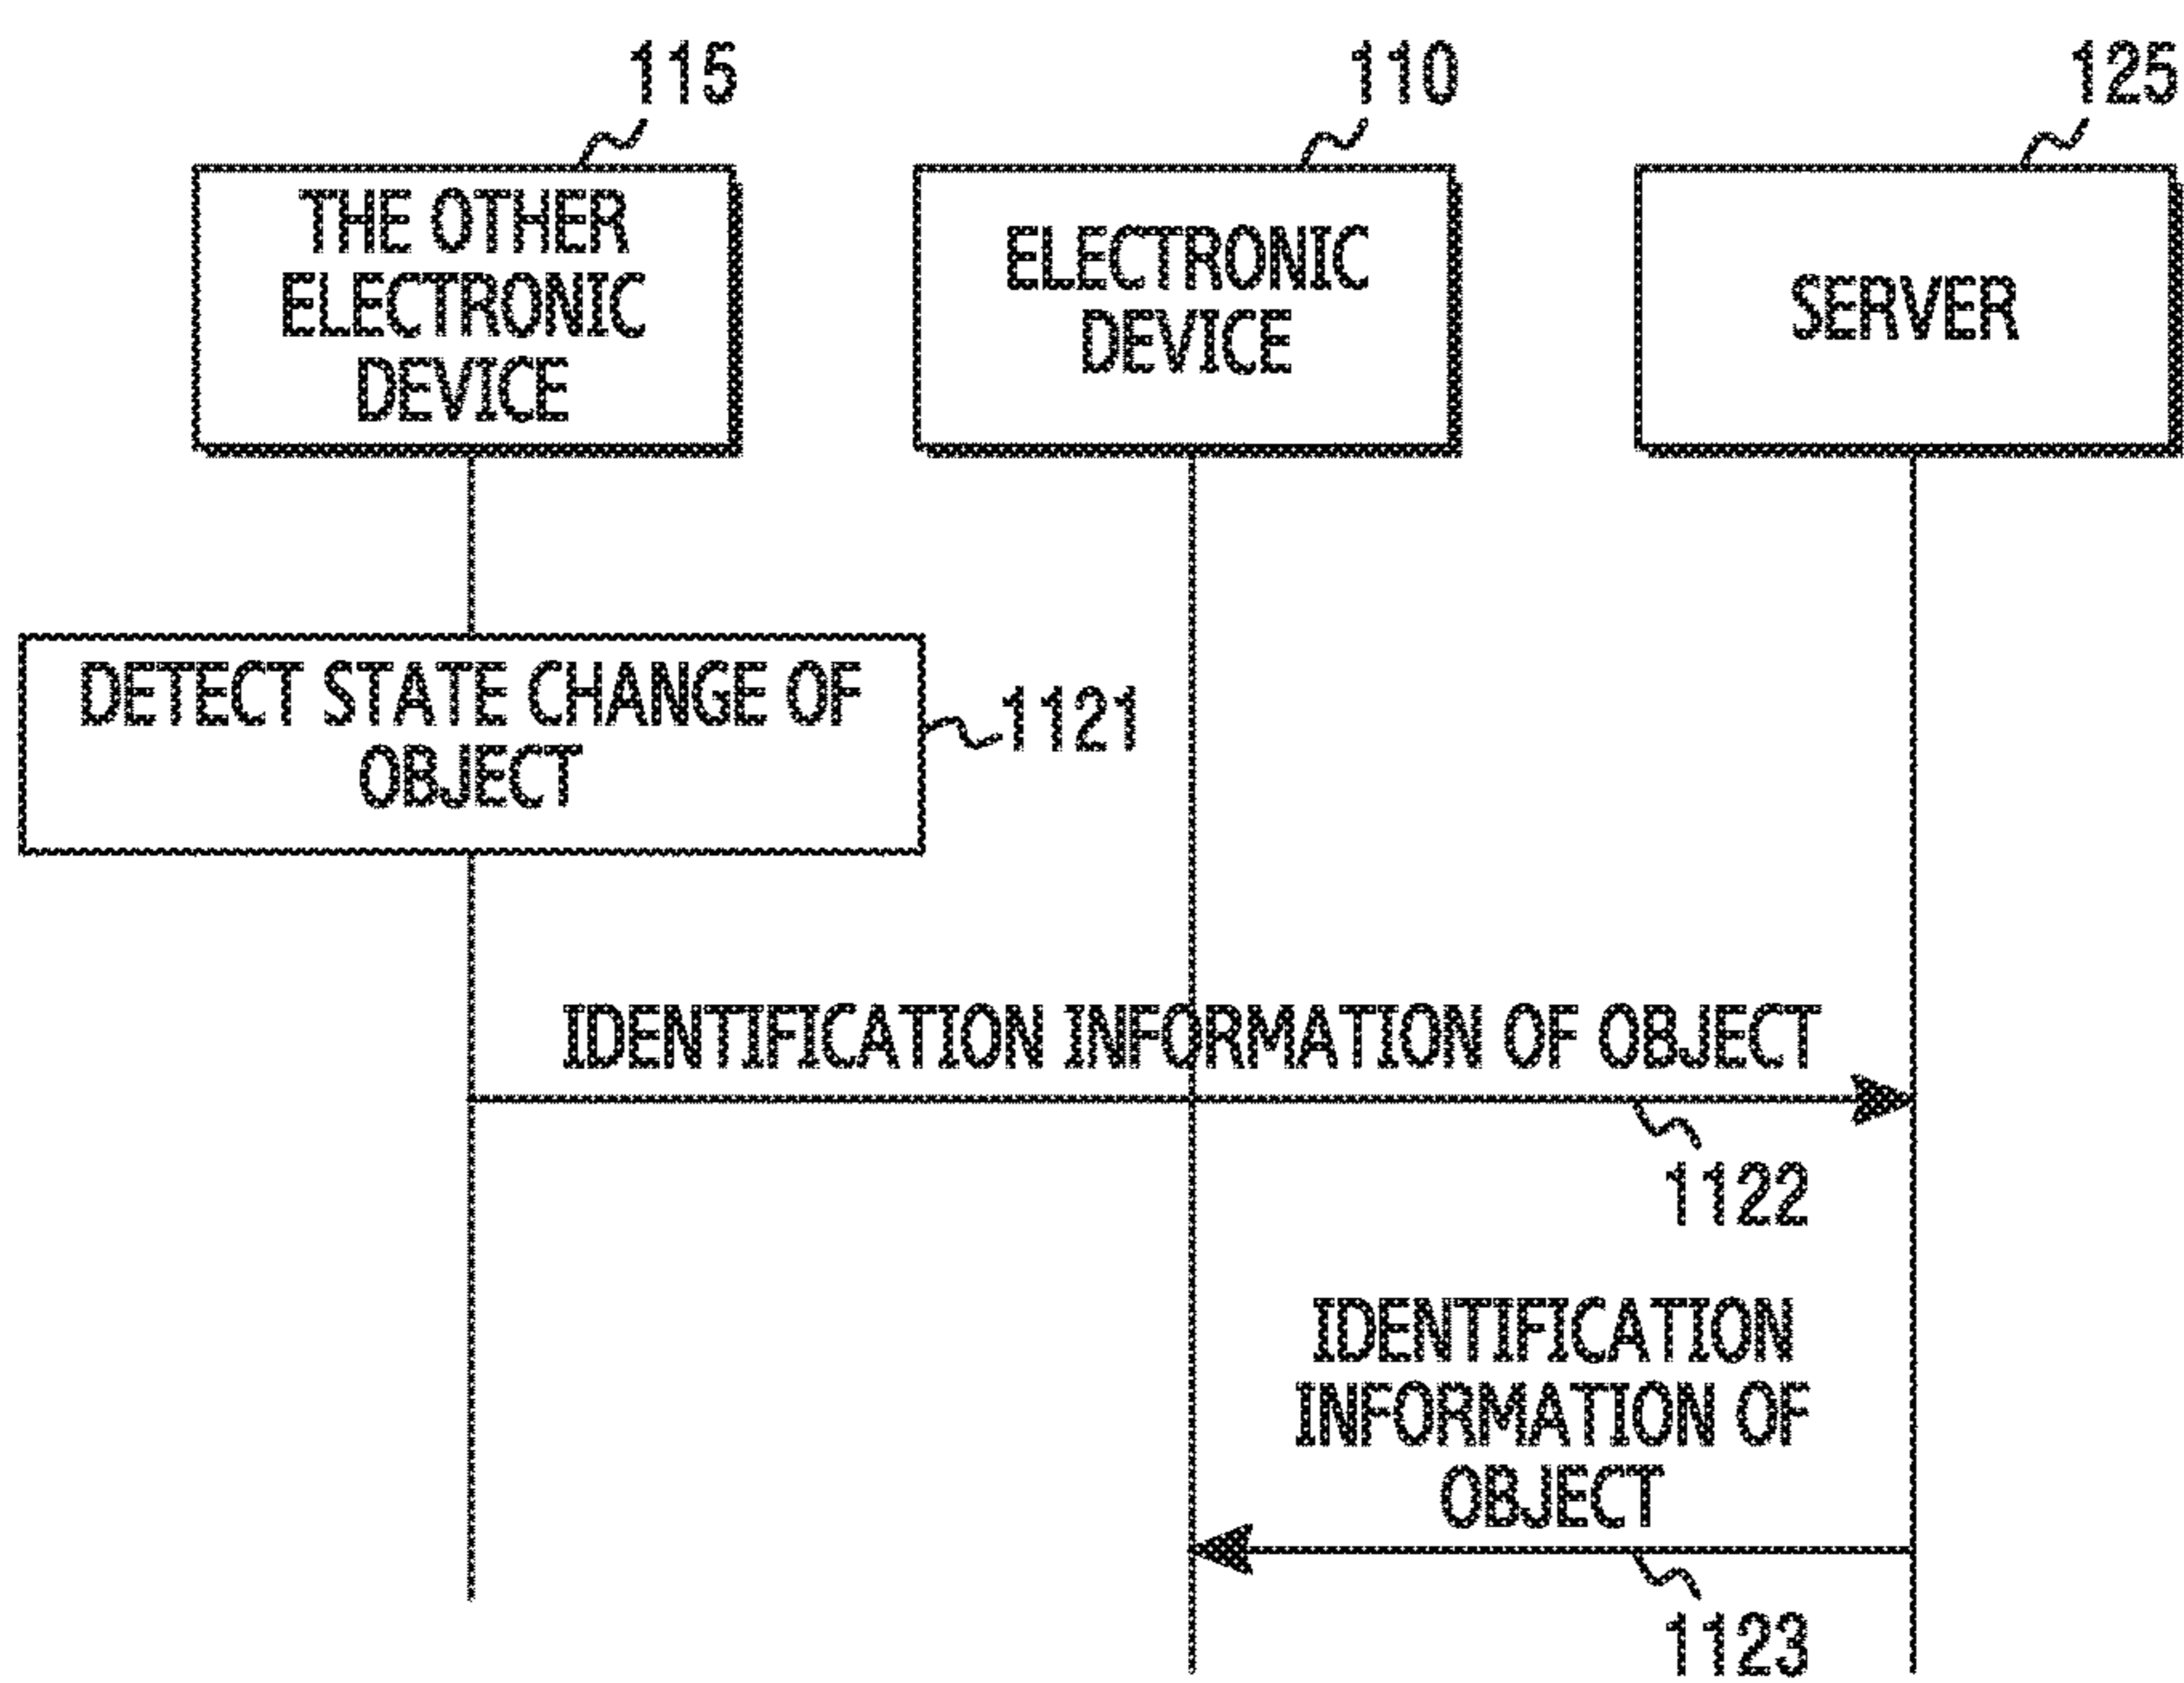 115
110
125
THE OTHER
ELECTRONIC
DEVICE
ELECTRONIC
DEVICE
SERVER
DETECT STATE CHANGE OF
OBJECT
1121
IDENTIFICATION INFORMATION OF OBJECT
1122
IDENTIFICATION
INFORMATION OF
OBJECT
1123